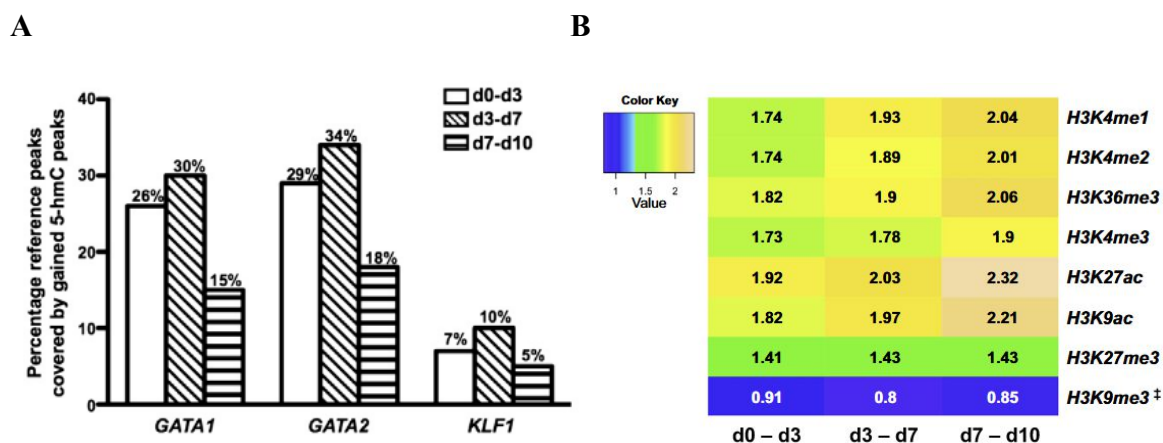 A
B
Percentage reference peaks
covered by gained 5-hmC peaks
40
30
20
10
0
d0-d3
d3-d7
d7-d10
26%
30%
15%
29%
34%
18%
7%
10%
5%
GATA1
GATA2
KLF1
Color Key
1
1.5
2
Value
1.74 1.93 2.04 H3K4me1
1.74 1.89 2.01 H3K4me2
1.82 1.9 2.06 H3K36me3
1.73 1.78 1.9 H3K4me3
1.92 2.03 2.32 H3K27ac
1.82 1.97 2.21 H3K9ac
1.41 1.43 1.43 H3K27me3
0.91 0.8 0.85 H3K9me3 ‡
d0 – d3 d3 – d7 d7 – d10